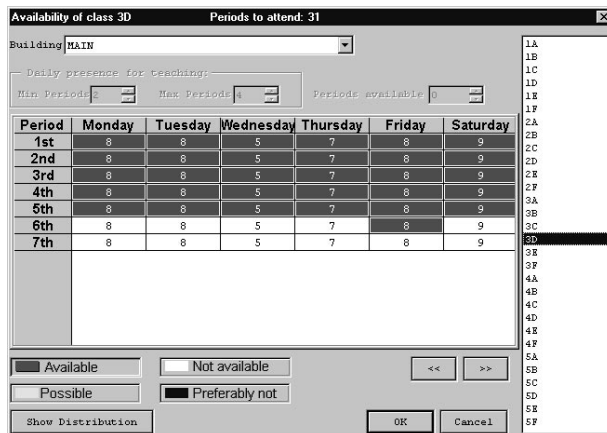 Availability of class 3D Periods to attend: 31
Building MAIN
Daily presence for teaching:
Min Periods 2 Max Periods 4 Periods available 0
Period Monday Tuesday Wednesday Thursday Friday Saturday
1st 8 8 5 7 8 9
2nd 8 8 5 7 8 9
3rd 8 8 5 7 8 9
4th 8 8 5 7 8 9
5th 8 8 5 7 8 9
6th 8 8 5 7 8 9
7th 8 8 5 7 8 9
Available Not available << >>
Possible Preferably not
Show Distribution OK Cancel
1A
1B
1C
1D
1E
1F
2A
2B
2C
2D
2E
2F
3A
3B
3C
3D
3E
3F
4A
4B
4C
4D
4E
4F
5A
5B
5C
5D
5E
5F